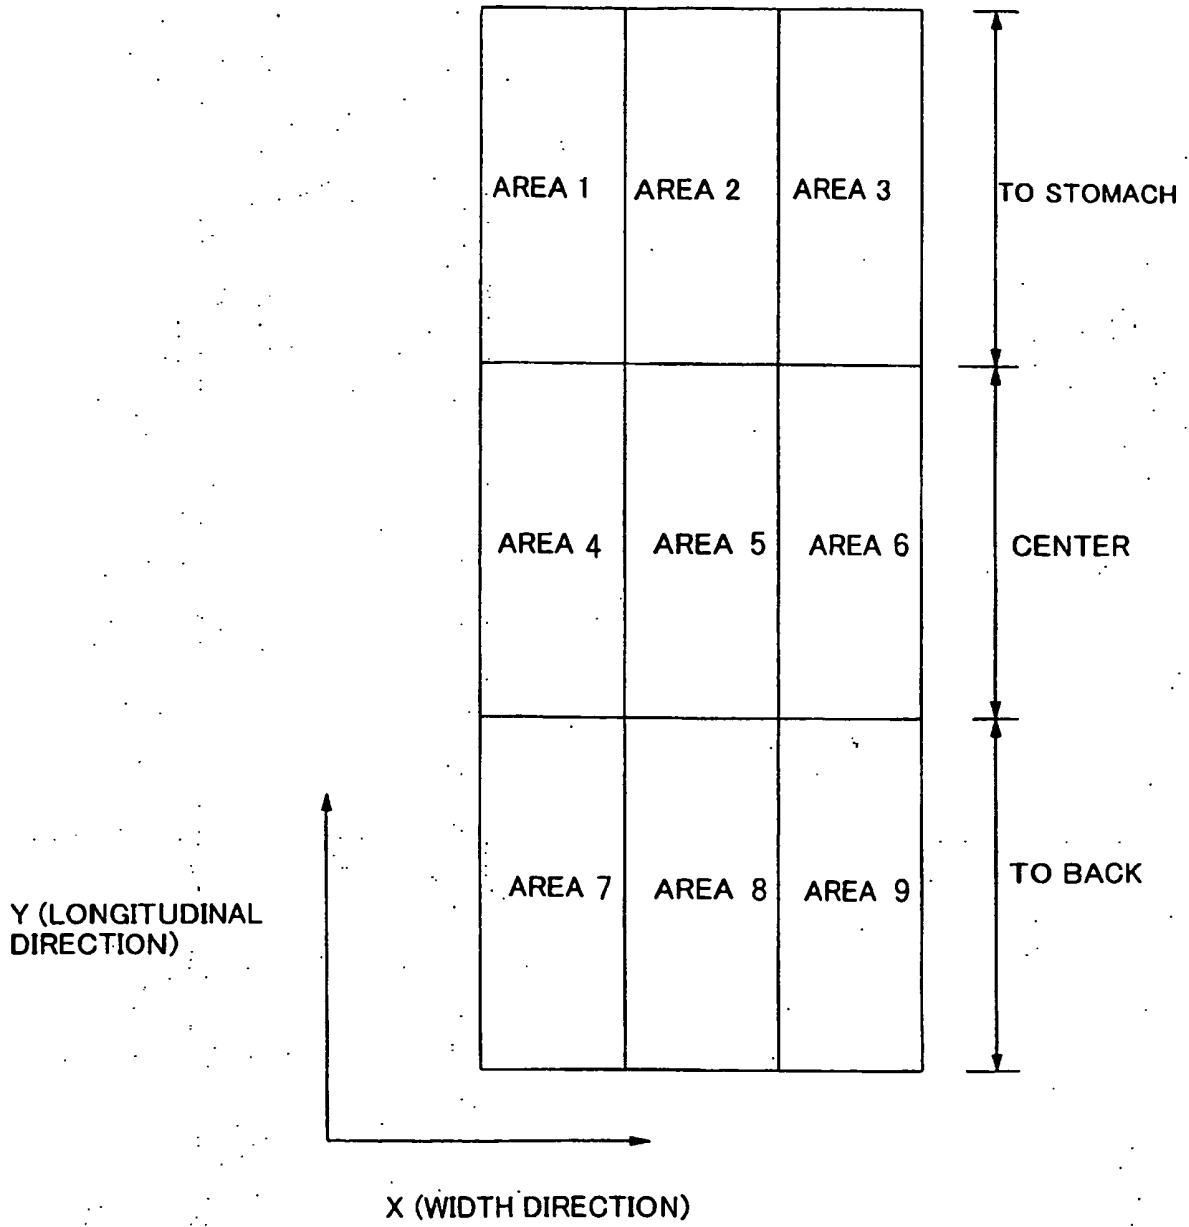 AREA 1 AREA 2 AREA 3 TO STOMACH
AREA 4 AREA 5 AREA 6 CENTER
AREA 7 AREA 8 AREA 9 TO BACK
Y (LONGITUDINAL
DIRECTION)
X (WIDTH DIRECTION)